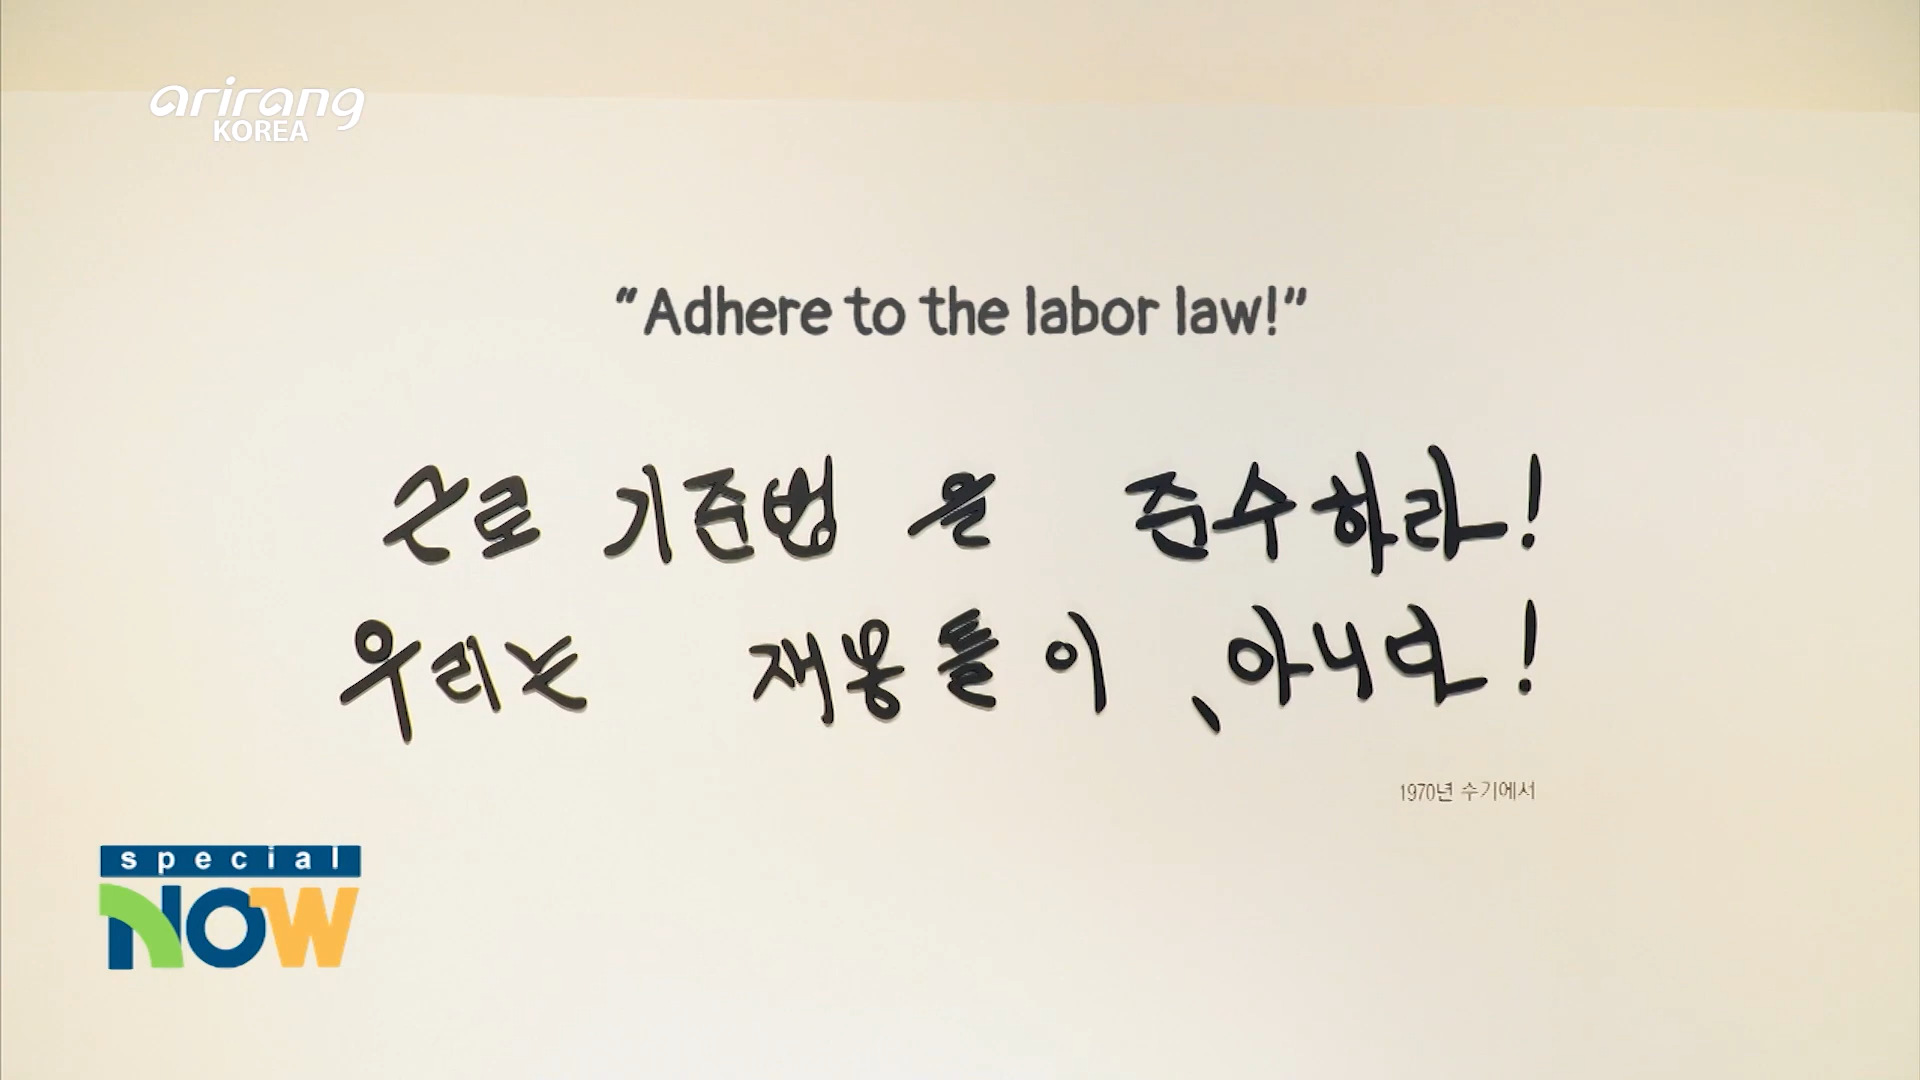 arirang
KOREA
“Adhere to the labor law!”
근로 기준법 을 준수하라!
우리는 재봉틀이 아니다!
1970년 수기에서
special
NOW